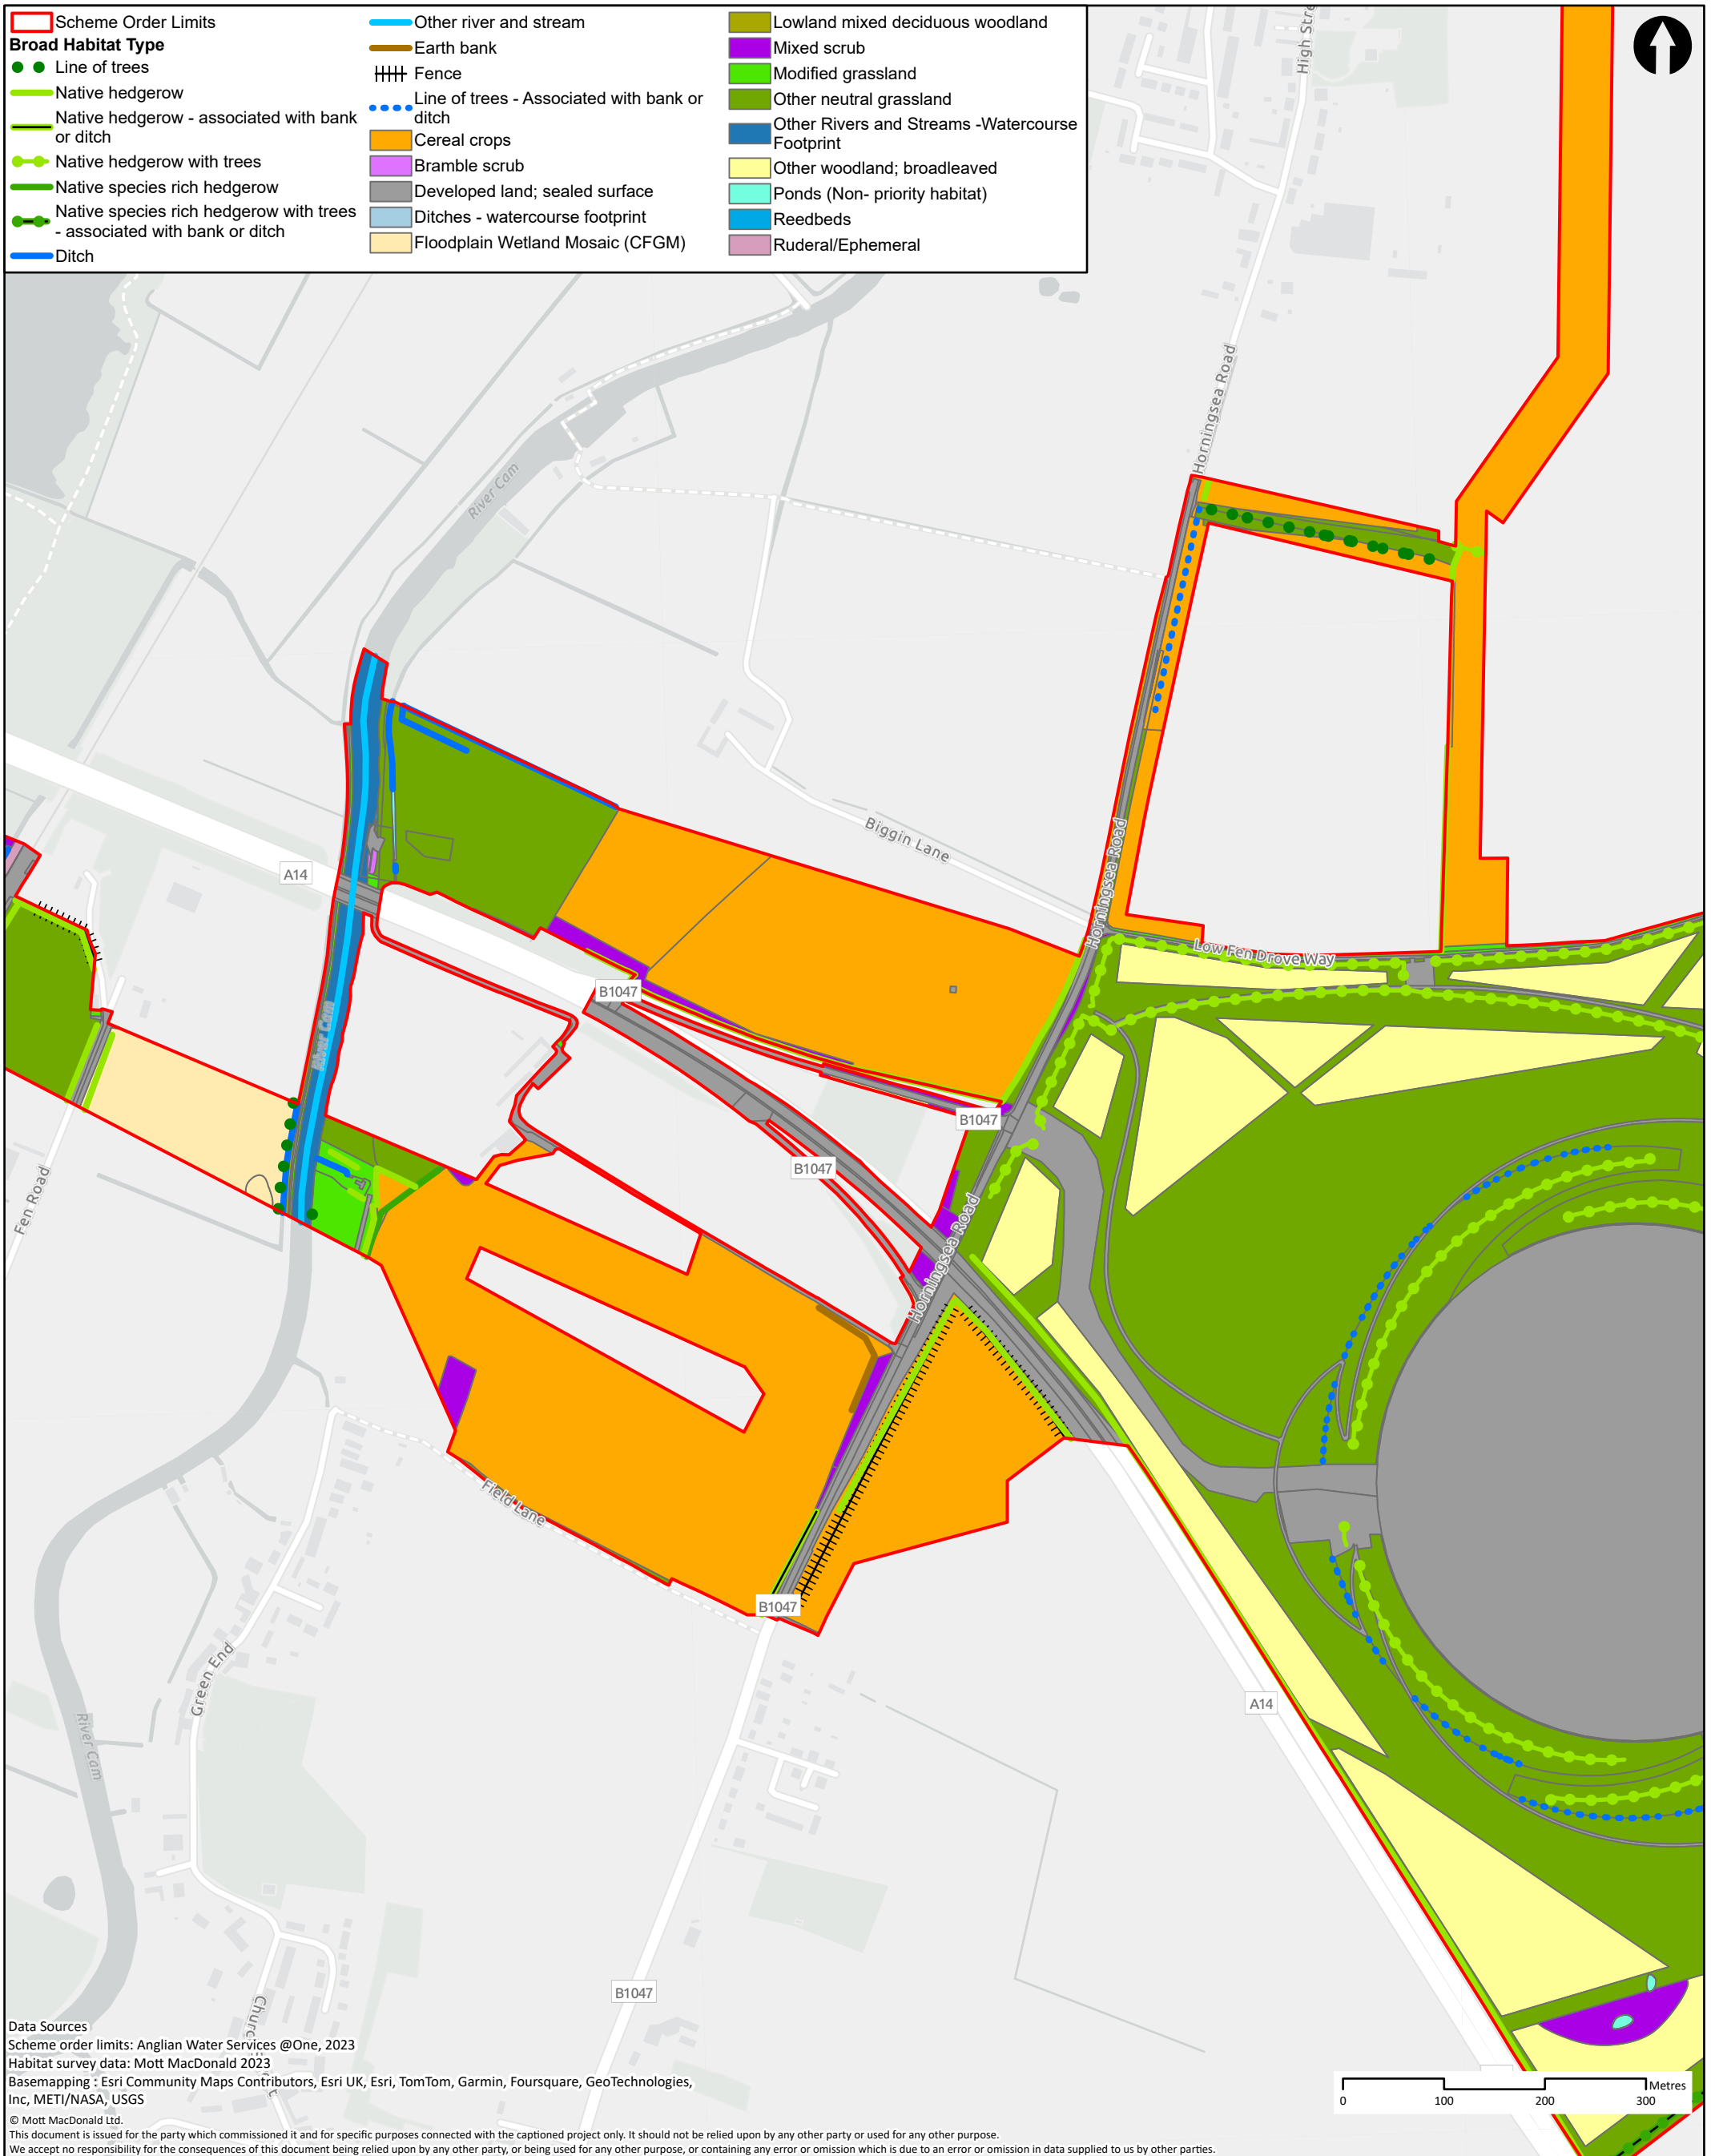 Scheme Order Limits
Broad Habitat Type
Line of trees
Native hedgerow
Native hedgerow - associated with bank
or ditch
Native hedgerow with trees
Native species rich hedgerow
Native species rich hedgerow with trees
- associated with bank or ditch
Ditch
Other river and stream
Earth bank
Fence
Line of trees - Associated with bank or
ditch
Cereal crops
Bramble scrub
Developed land; sealed surface
Ditches - watercourse footprint
Floodplain Wetland Mosaic (CFGM)
Lowland mixed deciduous woodland
Mixed scrub
Modified grassland
Other neutral grassland
Other Rivers and Streams -Watercourse
Footprint
Other woodland; broadleaved
Ponds (Non- priority habitat)
Reedbeds
Ruderal/Ephemeral
High Stre
Horningsea Road
River Cam
Biggin Lane
A14
Horningsea Road
Low Fen Drove Way
B1047
River Cam
B1047
B1047
Fen Road
Horningsea Road
Field Lane
B1047
Green End
A14
River Cam
B1047
Churc
Data Sources
Scheme order limits: Anglian Water Services @One, 2023
Habitat survey data: Mott MacDonald 2023
Basemapping : Esri Community Maps Contributors, Esri UK, Esri, TomTom, Garmin, Foursquare, GeoTechnologies,
Inc, METI/NASA, USGS
© Mott MacDonald Ltd.
This document is issued for the party which commissioned it and for specific purposes connected with the captioned project only. It should not be relied upon by any other party or used for any other purpose.
We accept no responsibility for the consequences of this document being relied upon by any other party, or being used for any other purpose, or containing any error or omission which is due to an error or omission in data supplied to us by other parties.
Metres
0 100 200 300